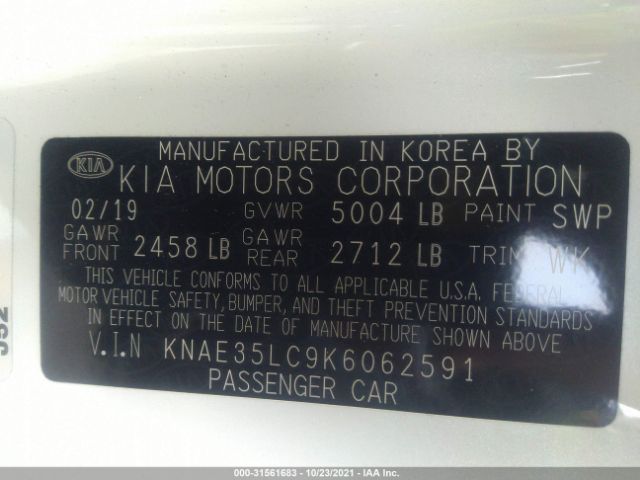 MANUFACTURED IN KOREA BY
KIA KIA MOTORS CORPORATION
02/19 GVWR 5004 LB PAINT SWP
GAWR FRONT 2458 LB GAWR REAR 2712 LB TRIM WK
THIS VEHICLE CONFORMS TO ALL APPLICABLE U.S.A. FEDERAL
MOTOR VEHICLE SAFETY, BUMPER, AND THEFT PREVENTION STANDARDS
IN EFFECT ON THE DATE OF MANUFACTURE SHOWN ABOVE
V.I.N KNAE35LC9K6062591
PASSENGER CAR
000-31561683 - 10/23/2021 - IAAI.COM